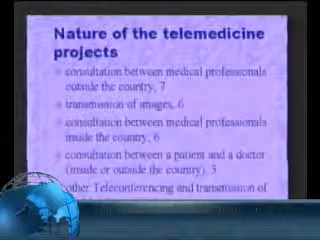 Nature of the telemedicine
projects
consultation between medical professionals
outside the country, 7
transmission of images, 6
consultation between medical professionals
inside the country, 6
consultation between a patient and a doctor
(inside or outside the country), 5
other Teleconferencing and transmission of